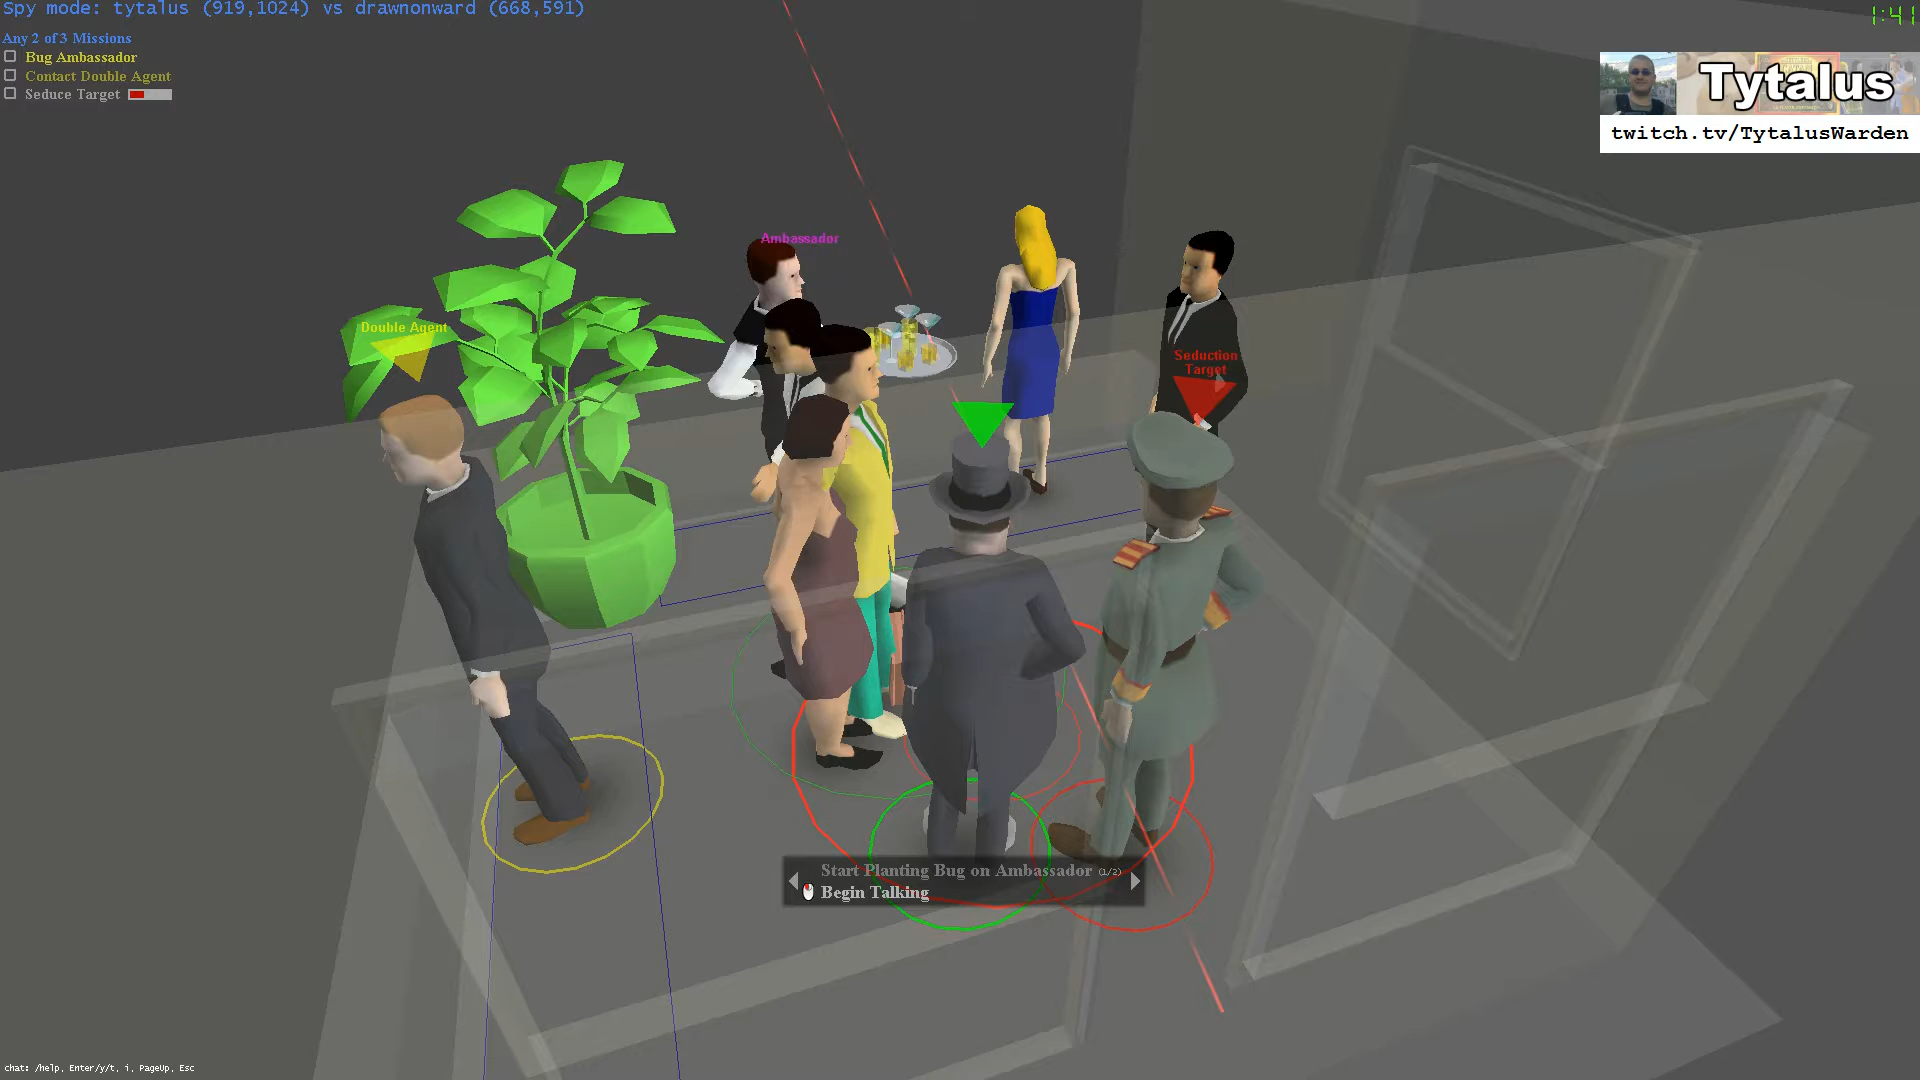 Spy mode: tytalus (919,1024) vs drawnonward (668,591)
1:41
Any 2 of 3 Missions
Bug Ambassador
Contact Double Agent
Seduce Target
Tytalus
twitch.tv/TytalusWarden
Ambassador
Double Agent
Seduction
Target
Start Planting Bug on Ambassador (1/2)
Begin Talking
chat: /help, Enter/y/t, i, PageUp, Esc